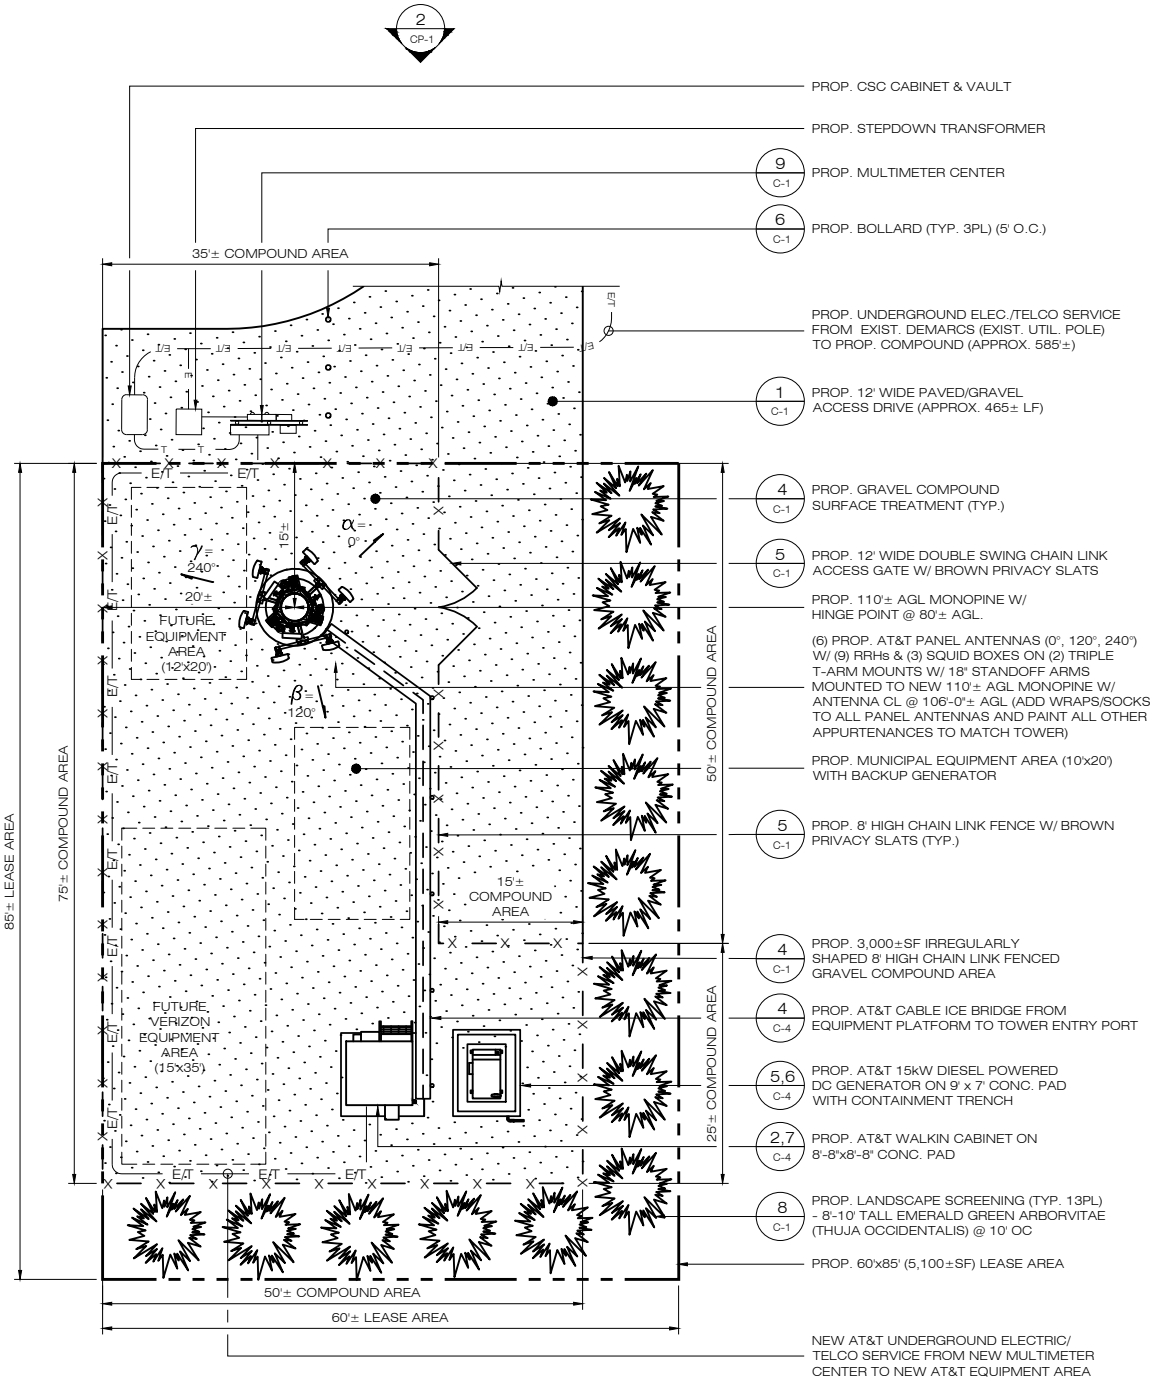 2
CP-1
PROP. CSC CABINET & VAULT
PROP. STEPDOWN TRANSFORMER
9
C-1
PROP. MULTIMETER CENTER
6
C-1
PROP. BOLLARD (TYP. 3PL) (5' O.C.)
35'± COMPOUND AREA
E/T
PROP. UNDERGROUND ELEC./TELCO SERVICE
FROM EXIST. DEMARCS (EXIST. UTIL. POLE)
TO PROP. COMPOUND (APPROX. 585'±)
E/T
E/T
E/T
E/T
E/T
E/T
E/T
E/T
E
1
C-1
PROP. 12' WIDE PAVED/GRAVEL
ACCESS DRIVE (APPROX. 465± LF)
T
T
E/T
E/T
4
C-1
PROP. GRAVEL COMPOUND
SURFACE TREATMENT (TYP.)
E/T
α=
0°
15'±
γ=
240°
5
C-1
PROP. 12' WIDE DOUBLE SWING CHAIN LINK
ACCESS GATE W/ BROWN PRIVACY SLATS
E/T
20'±
FUTURE
EQUIPMENT
AREA
(12'x20')
PROP. 110'± AGL MONOPINE W/
HINGE POINT @ 80'± AGL.
(6) PROP. AT&T PANEL ANTENNAS (0°, 120°, 240°)
W/ (9) RRHs & (3) SQUID BOXES ON (2) TRIPLE
T-ARM MOUNTS W/ 18" STANDOFF ARMS
MOUNTED TO NEW 110'± AGL MONOPINE W/
ANTENNA CL @ 106'-0"± AGL (ADD WRAPS/SOCKS
TO ALL PANEL ANTENNAS AND PAINT ALL OTHER
APPURTENANCES TO MATCH TOWER)
E/T
β=
120°
50'± COMPOUND AREA
PROP. MUNICIPAL EQUIPMENT AREA (10'x20')
WITH BACKUP GENERATOR
E/T
75'± COMPOUND AREA
85'± LEASE AREA
5
C-1
PROP. 8' HIGH CHAIN LINK FENCE W/ BROWN
PRIVACY SLATS (TYP.)
E/T
15'±
COMPOUND
AREA
E/T
4
C-1
PROP. 3,000±SF IRREGULARLY
SHAPED 8' HIGH CHAIN LINK FENCED
GRAVEL COMPOUND AREA
FUTURE
VERIZON
EQUIPMENT
AREA
(15'x35')
E/T
4
C-4
PROP. AT&T CABLE ICE BRIDGE FROM
EQUIPMENT PLATFORM TO TOWER ENTRY PORT
25'± COMPOUND AREA
5,6
C-4
PROP. AT&T 15kW DIESEL POWERED
DC GENERATOR ON 9' x 7' CONC. PAD
WITH CONTAINMENT TRENCH
E/T
2,7
C-4
PROP. AT&T WALKIN CABINET ON
8'-8"x8'-8" CONC. PAD
E/T
E/T
E/T
8
C-1
PROP. LANDSCAPE SCREENING (TYP. 13PL)
- 8'-10' TALL EMERALD GREEN ARBORVITAE
(THUJA OCCIDENTALIS) @ 10' OC
PROP. 60'x85' (5,100±SF) LEASE AREA
50'± COMPOUND AREA
60'± LEASE AREA
NEW AT&T UNDERGROUND ELECTRIC/
TELCO SERVICE FROM NEW MULTIMETER
CENTER TO NEW AT&T EQUIPMENT AREA